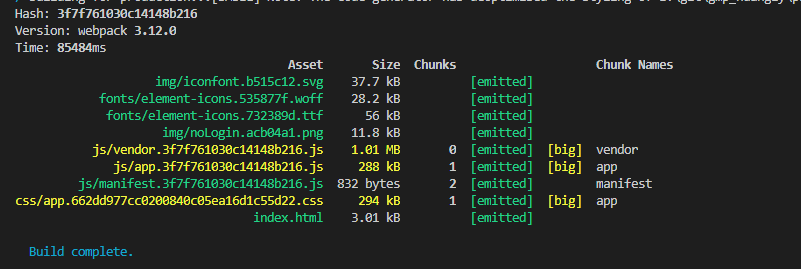 Hash: 3f7f761030c14148b216
Version: webpack 3.12.0
Time: 85484ms
Asset Size Chunks Chunk Names
img/iconfont.b515c12.svg 37.7 kB [emitted]
fonts/element-icons.535877f.woff 28.2 kB [emitted]
fonts/element-icons.732389d.ttf 56 kB [emitted]
img/noLogin.acb04a1.png 11.8 kB [emitted]
js/vendor.3f7f761030c14148b216.js 1.01 MB 0 [emitted] [big] vendor
js/app.3f7f761030c14148b216.js 288 kB 1 [emitted] [big] app
js/manifest.3f7f761030c14148b216.js 832 bytes 2 [emitted] manifest
css/app.662dd977cc0200840c05ea16d1c55d22.css 294 kB 1 [emitted] [big] app
index.html 3.01 kB [emitted]
Build complete.